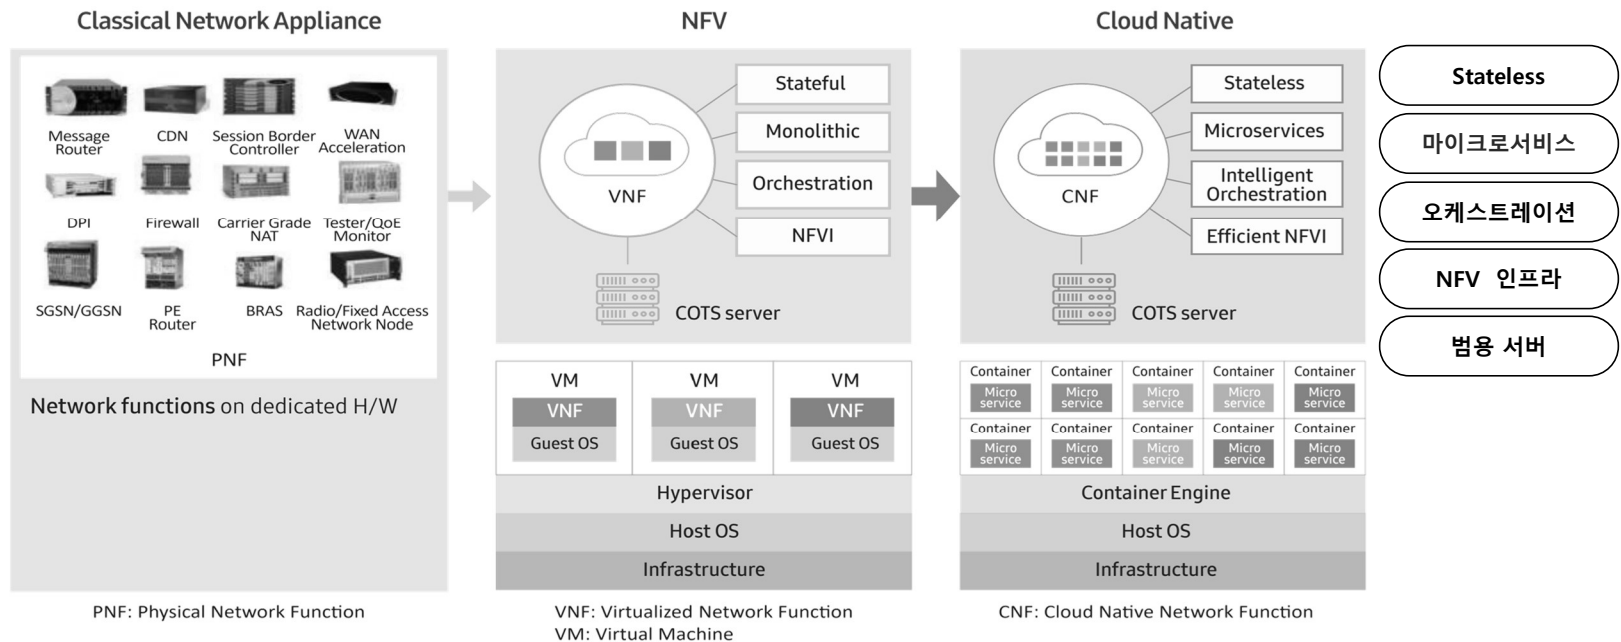 Classical Network Appliance
Message
Router
CDN
Session Border
Controller
WAN
Acceleration
DPI
Firewall
Carrier Grade
NAT
Tester/QoE
Monitor
SGSN/GGSN
PE
Router
BRAS
Radio/Fixed Access
Network Node
PNF
Network functions on dedicated H/W
PNF: Physical Network Function
NFV
VNF
Stateful
Monolithic
Orchestration
NFVI
COTS server
VM
VNF
Guest OS
VM
VNF
Guest OS
VM
VNF
Guest OS
Hypervisor
Host OS
Infrastructure
VNF: Virtualized Network Function
VM: Virtual Machine
Cloud Native
CNF
Stateless
Microservices
Intelligent
Orchestration
Efficient NFVI
COTS server
Container
Micro
service
Container
Micro
service
Container
Micro
service
Container
Micro
service
Container
Micro
service
Container
Micro
service
Container
Micro
service
Container
Micro
service
Container
Micro
service
Container
Micro
service
Container Engine
Host OS
Infrastructure
CNF: Cloud Native Network Function
Stateless
마이크로서비스
오케스트레이션
NFV 인프라
범용 서버